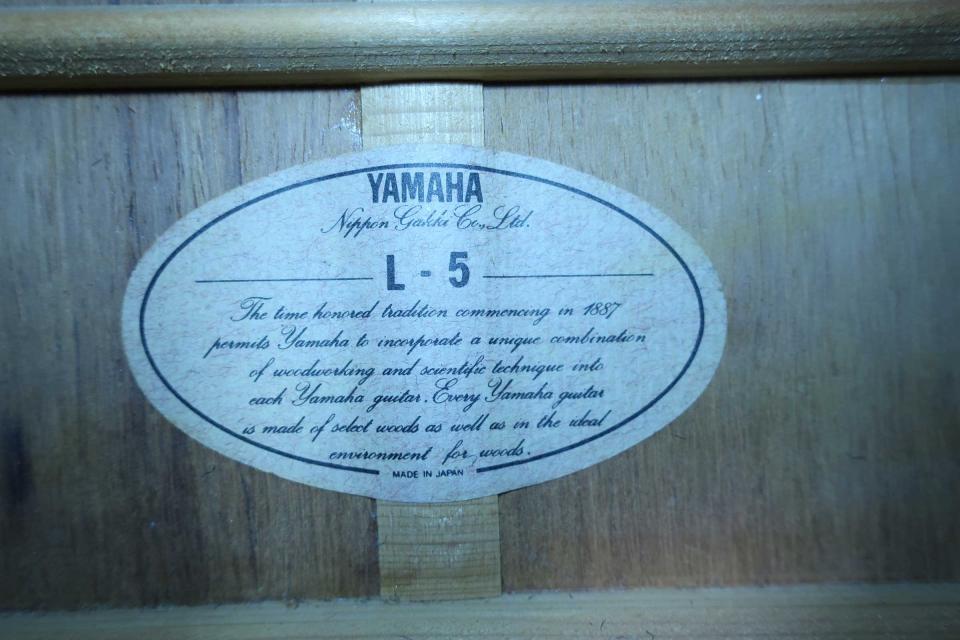 YAMAHA
Nippon Gakki Co., Ltd.
L - 5
The time honored tradition commencing in 1887
permits Yamaha to incorporate a unique combination
of woodworking and scientific technique into
each Yamaha guitar. Every Yamaha guitar
is made of select woods as well as in the ideal
environment for woods.
MADE IN JAPAN